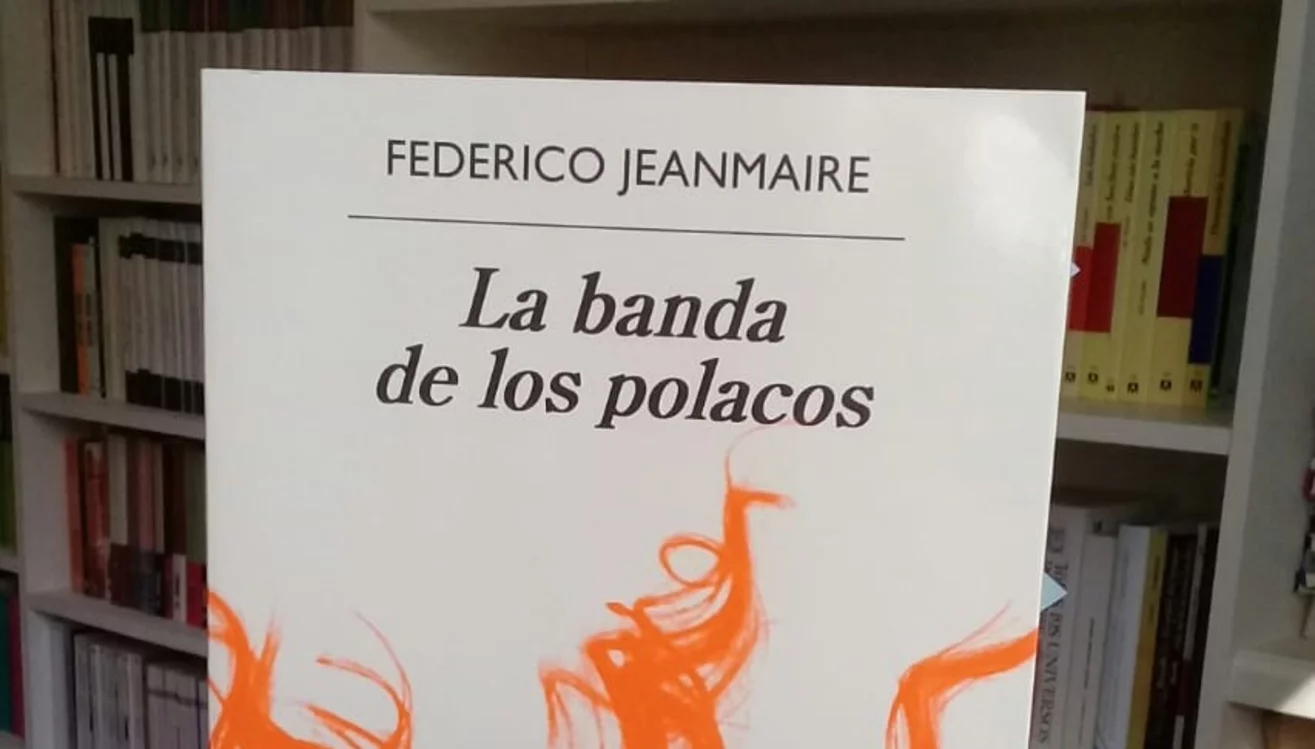 FEDERICO JEANMAIRE
La banda
de los polacos